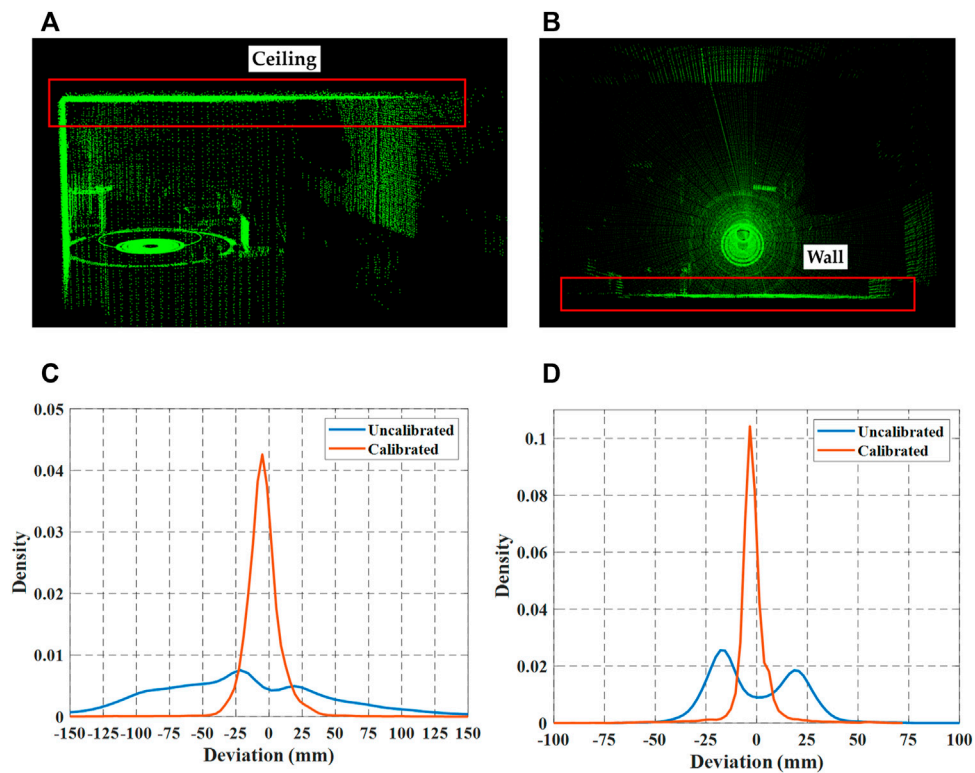 A
B
Ceiling
Wall
C
D
0.05
0.04
0.03
0.02
0.01
0
Density
Uncalibrated
Calibrated
-150 -125 -100 -75 -50 -25 0 25 50 75 100 125 150
Deviation (mm)
0.1
0.08
0.06
0.04
0.02
0
Density
Uncalibrated
Calibrated
-100 -75 -50 -25 0 25 50 75 100
Deviation (mm)